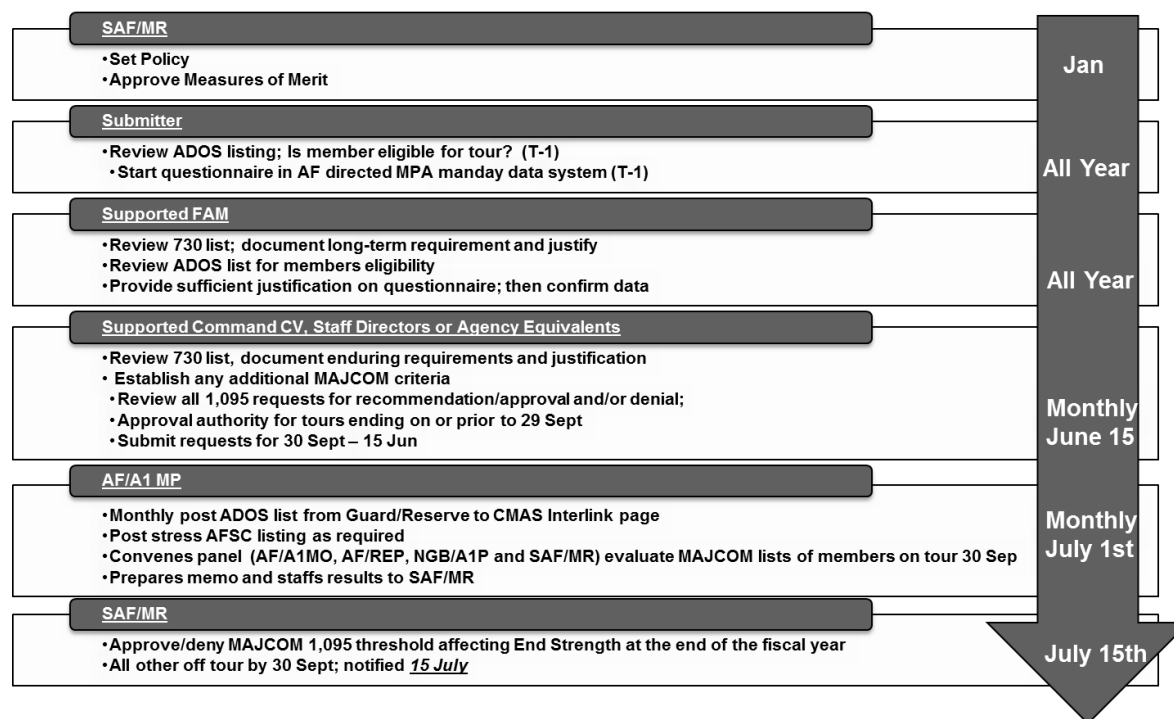 SAF/MR
•Set Policy
•Approve Measures of Merit
Jan
Submitter
•Review ADOS listing; Is member eligible for tour? (T-1)
•Start questionnaire in AF directed MPA manday data system (T-1)
All Year
Supported FAM
•Review 730 list; document long-term requirement and justify
•Review ADOS list for members eligibility
•Provide sufficient justification on questionnaire; then confirm data
All Year
Supported Command CV, Staff Directors or Agency Equivalents
•Review 730 list, document enduring requirements and justification
• Establish any additional MAJCOM criteria
•Review all 1,095 requests for recommendation/approval and/or denial;
•Approval authority for tours ending on or prior to 29 Sept
•Submit requests for 30 Sept – 15 Jun
Monthly
June 15
AF/A1 MP
•Monthly post ADOS list from Guard/Reserve to CMAS Interlink page
•Post stress AFSC listing as required
•Convenes panel (AF/A1MO, AF/REP, NGB/A1P and SAF/MR) evaluate MAJCOM lists of members on tour 30 Sep
•Prepares memo and staffs results to SAF/MR
Monthly
July 1st
SAF/MR
•Approve/deny MAJCOM 1,095 threshold affecting End Strength at the end of the fiscal year
•All other off tour by 30 Sept; notified 15 July
July 15th